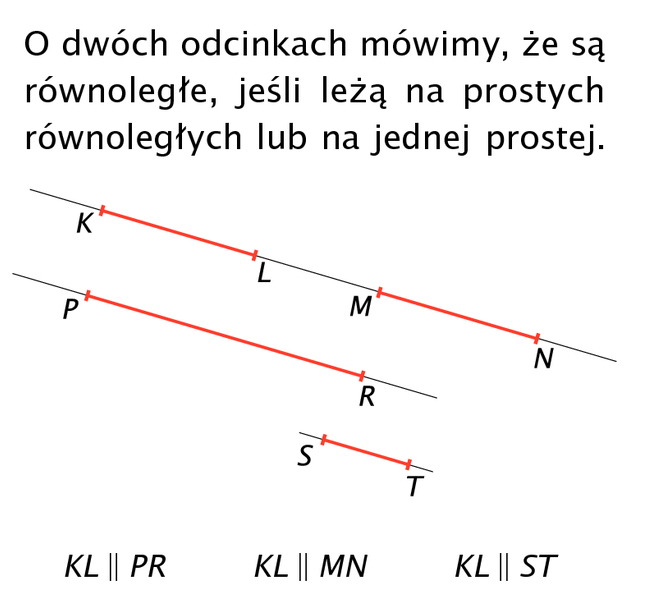 O dwóch odcinkach mówimy, że są
równoległe, jeśli leżą na prostych
równoległych lub na jednej prostej.
K
L
P
M
N
R
S
T
KL || PR KL || MN KL || ST